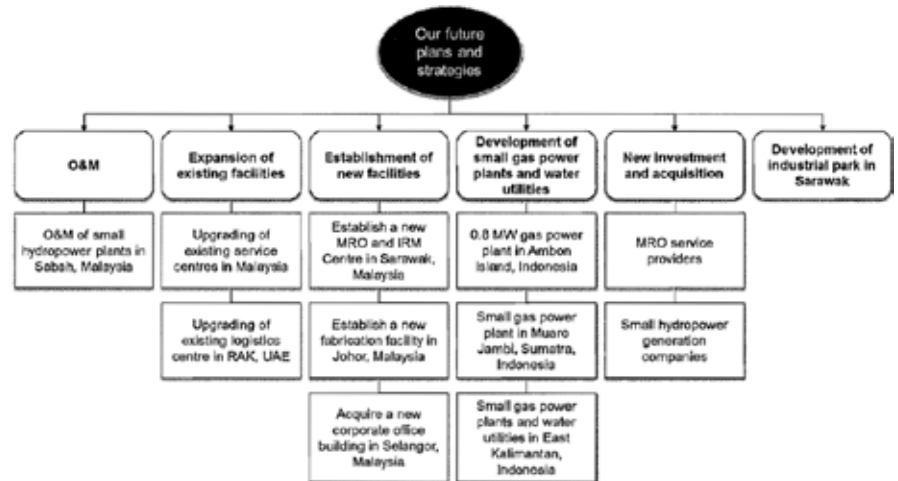 Our future
plans and
strategies
O&M
Expansion of
existing facilities
Establishment of
new facilities
Development of
small gas power
plants and water
utilities
New investment
and acquisition
Development of
industrial park in
Sarawak
O&M of small
hydropower plants in
Sabah, Malaysia
Upgrading of
existing service
centres in Malaysia
Establish a new
MRO and IRM
Centre in Sarawak,
Malaysia
0.8 MW gas power
plant in Ambon
Island, Indonesia
MRO service
providers
Upgrading of
existing logistics
centre in RAK, UAE
Establish a new
fabrication facility in
Johor, Malaysia
Small gas power
plant in Muaro
Jambi, Sumatra,
Indonesia
Small hydropower
generation
companies
Acquire a new
corporate office
building in Selangor,
Malaysia
Small gas power
plants and water
utilities in East
Kalimantan,
Indonesia